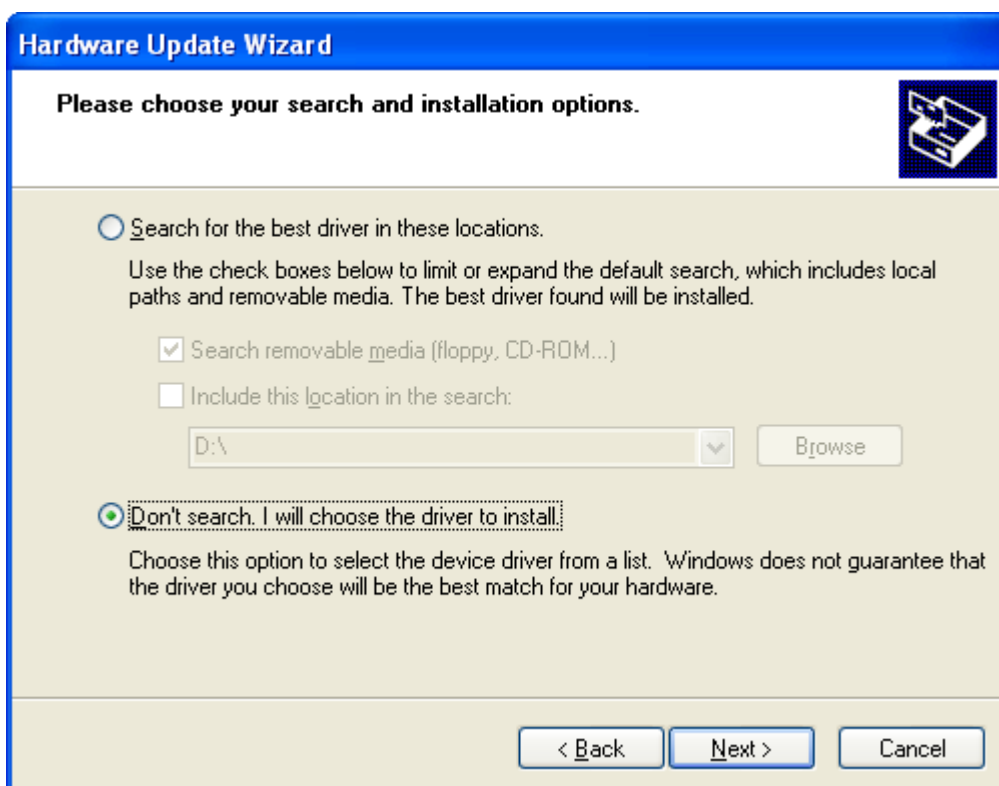 Hardware Update Wizard
Please choose your search and installation options.
Search for the best driver in these locations.
Use the check boxes below to limit or expand the default search, which includes local
paths and removable media. The best driver found will be installed.
Search removable media (floppy, CD-ROM...)
Include this location in the search:
D:\
Browse
Don't search. I will choose the driver to install.
Choose this option to select the device driver from a list.  Windows does not guarantee that
the driver you choose will be the best match for your hardware.
< Back
Next >
Cancel